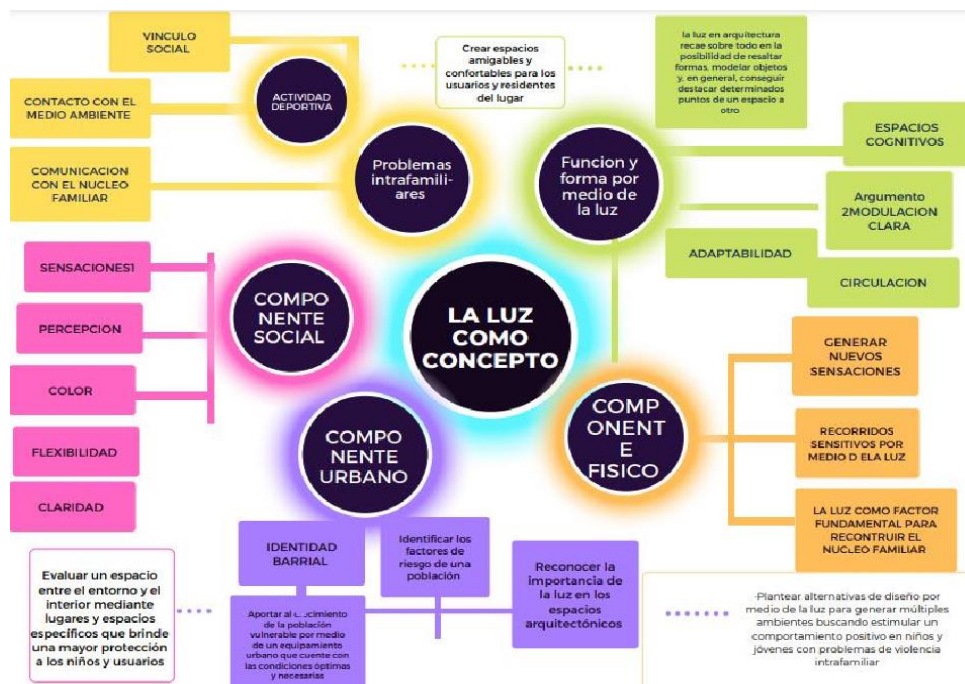 VINCULO
SOCIAL
CONTACTO CON EL
MEDIO AMBIENTE
COMUNICACION
CON EL NUCLEO
FAMILIAR
ACTIVIDAD
DEPORTIVA
Problemas
intrafamili-
ares
Crear espacios
amigables y
confortables para los
usuarios y residentes
del lugar
la luz en arquitectura
recae sobre todo en la
posibilidad de resaltar
formas, modelar objetos
y, en general, conseguir
destacar determinados
puntos de un espacio a
otro
Funcion y
forma por
medio de
la luz
ESPACIOS
COGNITIVOS
Argumento
2MODULACION
CLARA
ADAPTABILIDAD
CIRCULACION
SENSACIONES1
PERCEPCION
COLOR
FLEXIBILIDAD
CLARIDAD
COMPO
NENTE
SOCIAL
LA LUZ
COMO
CONCEPTO
COMPO
NENTE
URBANO
COMP
ONENT
E
FISICO
GENERAR
NUEVOS
SENSACIONES
RECORRIDOS
SENSITIVOS POR
MEDIO D ELA LUZ
LA LUZ COMO FACTOR
FUNDAMENTAL PARA
RECONTRUIR EL
NUCLEO FAMILIAR
Evaluar un espacio
entre el entorno y el
interior mediante
lugares y espacios
específicos que brinde
una mayor protección
a los niños y usuarios
IDENTIDAD
BARRIAL
Identificar los
factores de
riesgo de una
población
Reconocer la
importancia de
la luz en los
espacios
arquitectónicos
Aportar al crecimiento
de la población
vulnerable por medio
de un equipamiento
urbano que cuente con
las condiciones óptimas
y necesarias
-Plantear alternativas de diseño por
medio de la luz para generar múltiples
ambientes buscando estimular un
comportamiento positivo en niños y
jóvenes con problemas de violencia
intrafamiliar